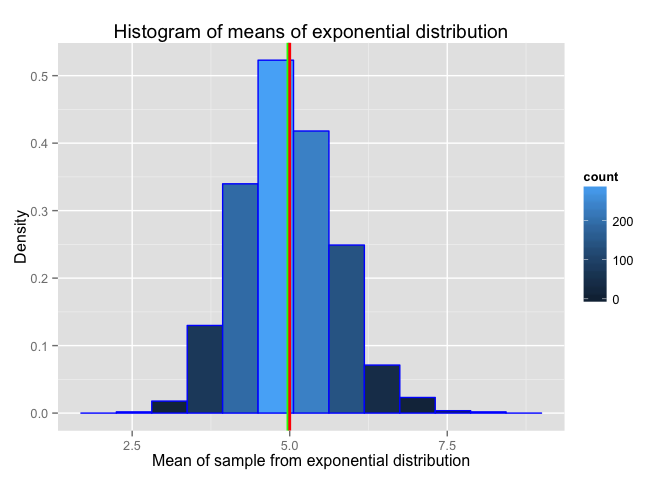 Histogram of means of exponential distribution
Density
0.5
0.4
0.3
0.2
0.1
0.0
2.5 5.0 7.5
Mean of sample from exponential distribution
count
200
100
0